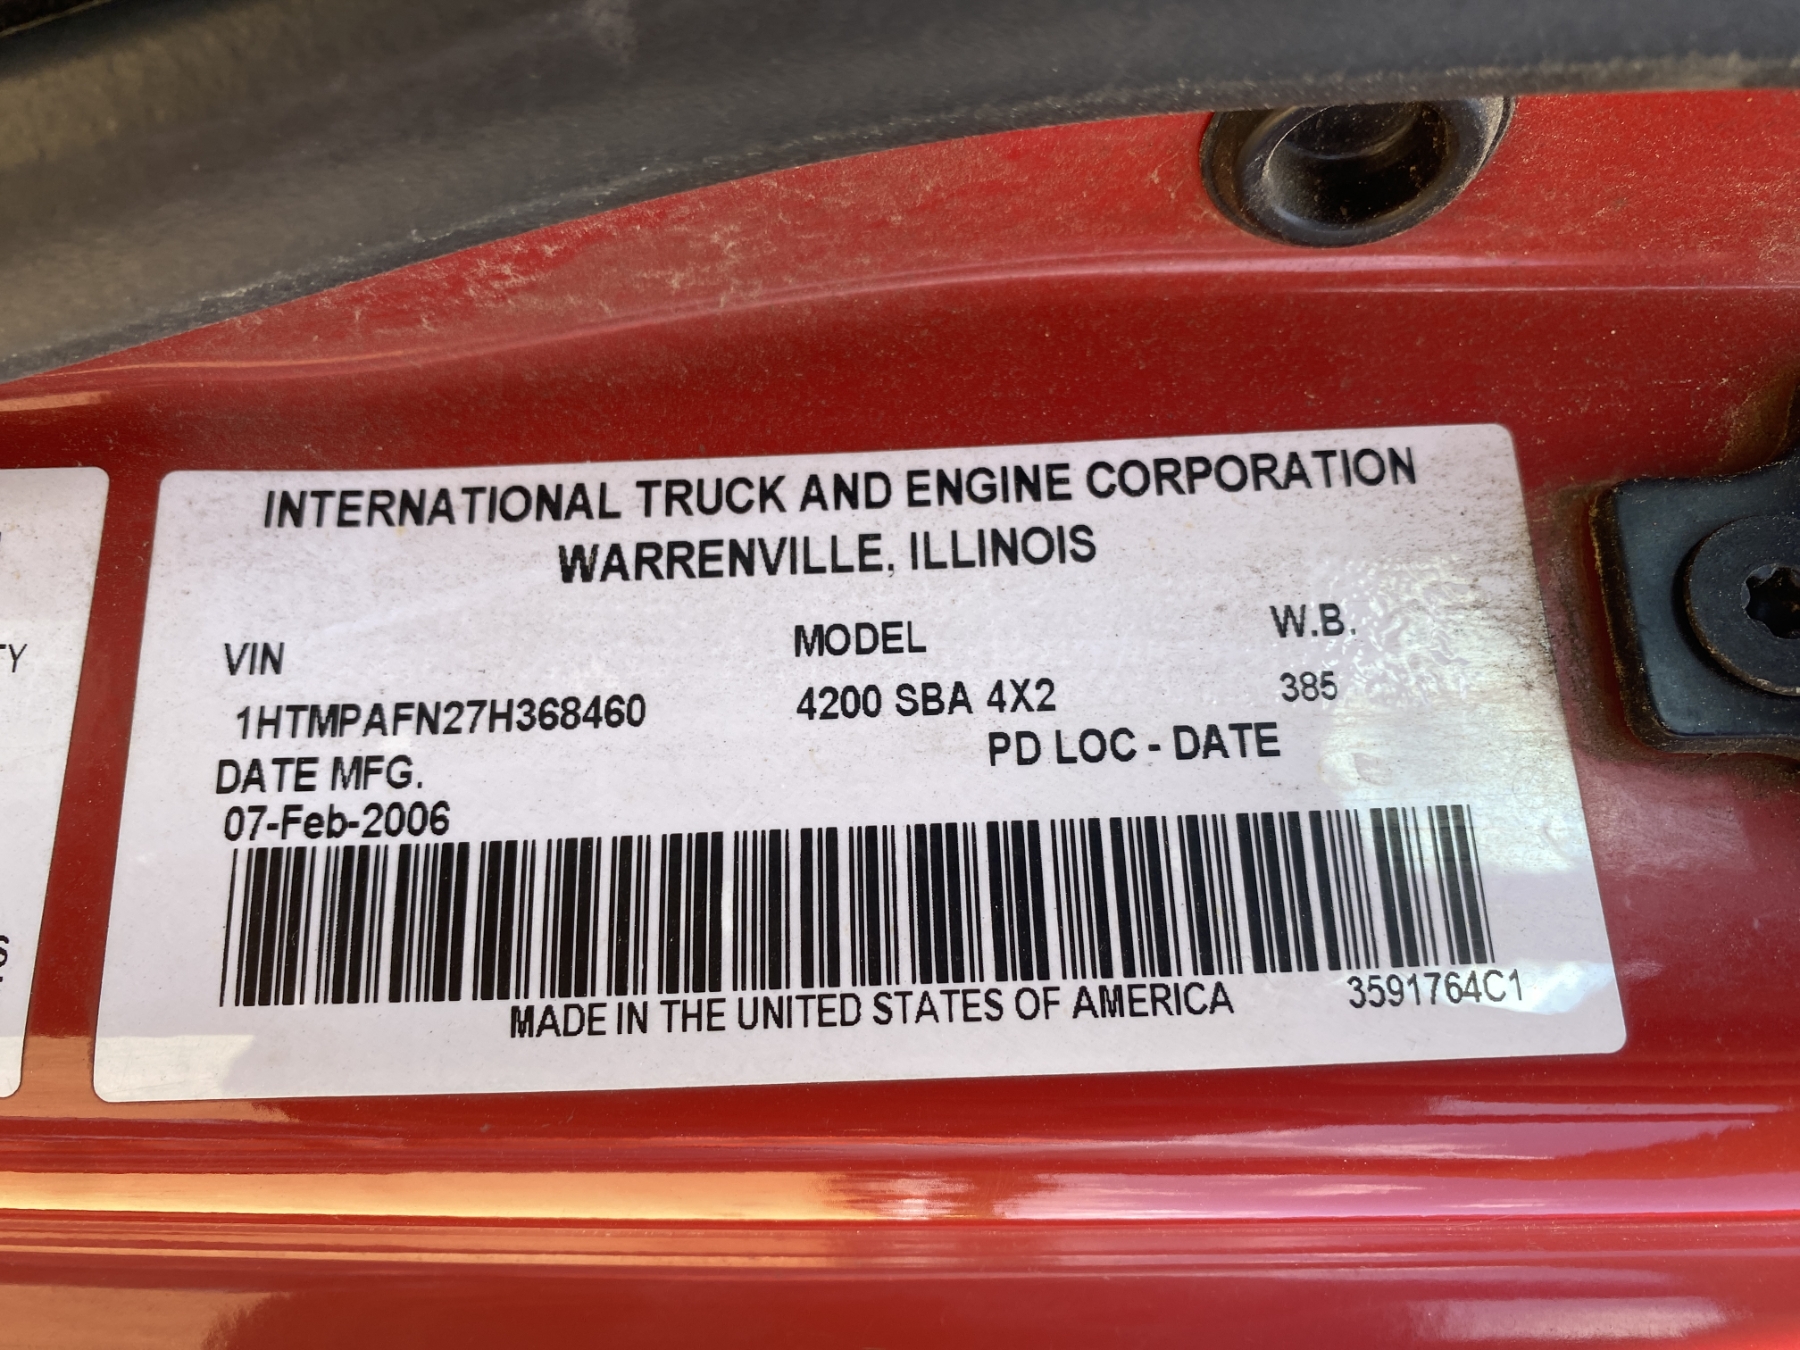 INTERNATIONAL TRUCK AND ENGINE CORPORATION
WARRENVILLE, ILLINOIS
VIN MODEL W.B.
1HTMPAFN27H368460 4200 SBA 4X2 385
DATE MFG. PD LOC - DATE
07-Feb-2006
MADE IN THE UNITED STATES OF AMERICA 3591764C1
TY